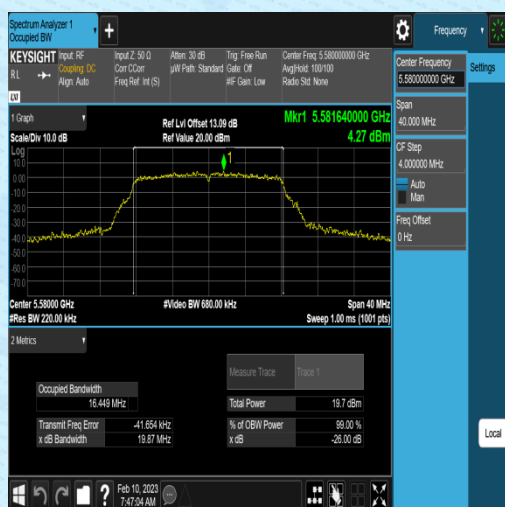 Spectrum Analyzer 1
Occupied BW
Frequency
KEYSIGHT
Input: RF
Coupling: DC
Align: Auto
Input Z: 50 Ω
Corr CCorr
Freq Ref: Int (S)
Atten: 30 dB
µW Path: Standard
Trig: Free Run
Gate: Off
#IF Gain: Low
Center Freq: 5.580000000 GHz
Avg|Hold: 100/100
Radio Std: None
R L
LXI
Center Frequency
5.580000000 GHz
Settings
Span
40.000 MHz
CF Step
4.000000 MHz
Auto
Man
Freq Offset
0 Hz
1 Graph
Scale/Div 10.0 dB
Ref Lvl Offset 13.09 dB
Ref Value 20.00 dBm
Mkr1 5.581640000 GHz
4.27 dBm
Log
10.0
0.00
-10.0
-20.0
-30.0
-40.0
-50.0
-60.0
-70.0
1
Center 5.58000 GHz
#Res BW 220.00 kHz
#Video BW 680.00 kHz
Span 40 MHz
Sweep 1.00 ms (1001 pts)
2 Metrics
Measure Trace
Trace 1
Occupied Bandwidth
16.449 MHz
Total Power
19.7 dBm
Transmit Freq Error
-41.654 kHz
% of OBW Power
99.00 %
x dB Bandwidth
19.87 MHz
x dB
-26.00 dB
Local
?
Feb 10, 2023
7:47:04 AM